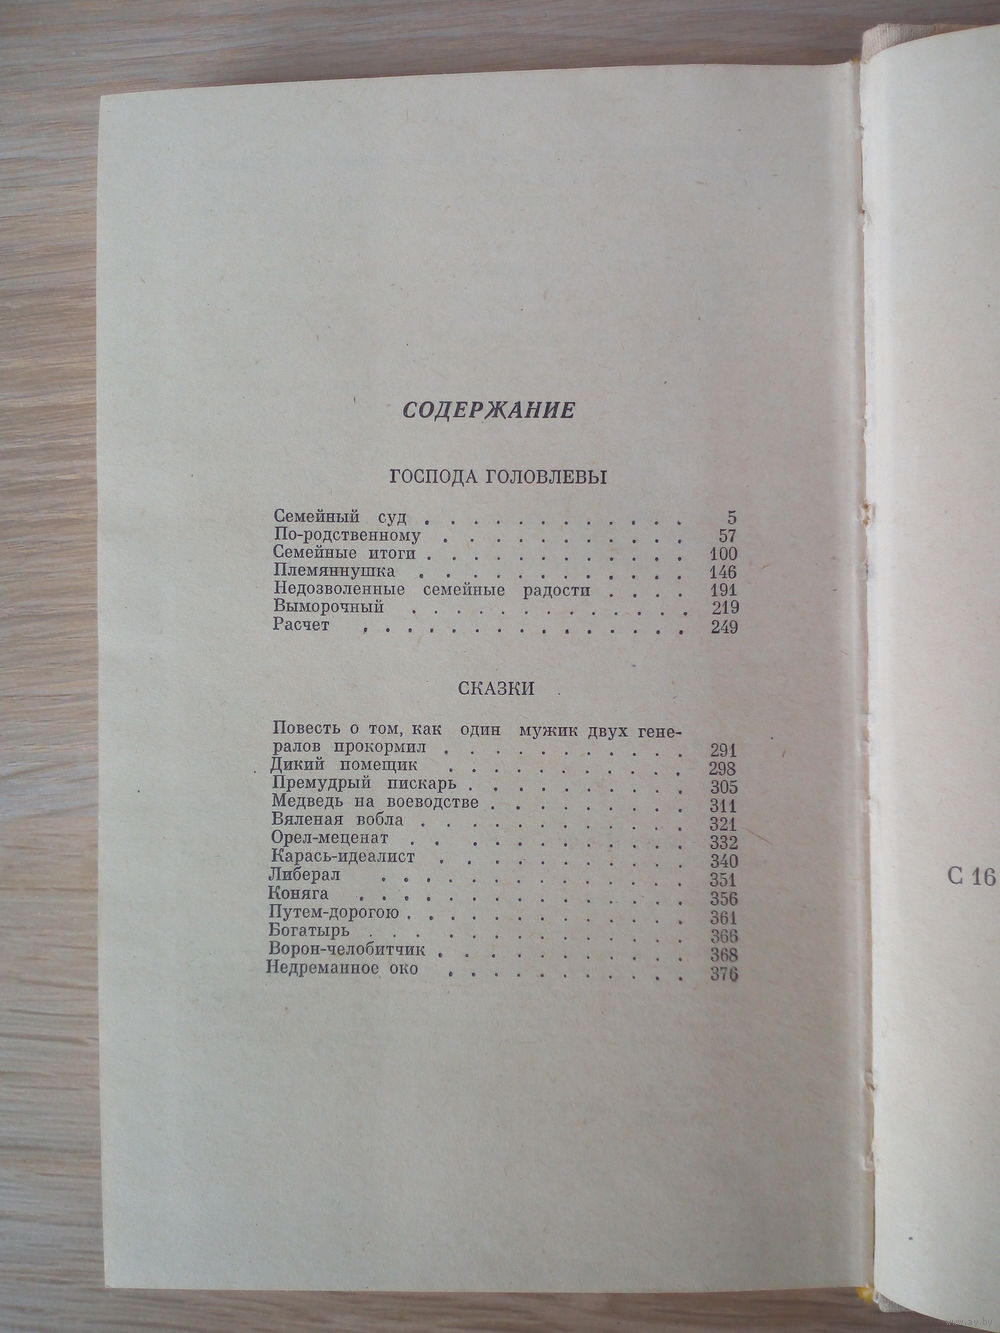 СОДЕРЖАНИЕ
ГОСПОДА ГОЛОВЛЕВЫ
Семейный суд . . . . . . . . . . . . 5
По-родственному . . . . . . . . . . . 57
Семейные итоги . . . . . . . . . . . . 100
Племяннушка . . . . . . . . . . . . 146
Недозволенные семейные радости . . . . 191
Выморочный . . . . . . . . . . . . . 219
Расчет . . . . . . . . . . . . . . . 249
СКАЗКИ
Повесть о том, как один мужик двух гене-
ралов прокормил . . . . . . . . . . . 291
Дикий помещик . . . . . . . . . . . 298
Премудрый пискарь . . . . . . . . . . 305
Медведь на воеводстве . . . . . . . . . 311
Вяленая вобла . . . . . . . . . . . . 321
Орел-меценат . . . . . . . . . . . . 332
Карась-идеалист . . . . . . . . . . . 340
Либерал . . . . . . . . . . . . . . 351
Коняга . . . . . . . . . . . . . . . 356
Путем-дорогою . . . . . . . . . . . . 361
Богатырь . . . . . . . . . . . . . . 366
Ворон-челобитчик . . . . . . . . . . . 368
Недреманное око . . . . . . . . . . . 376
С 16
www.ay.by